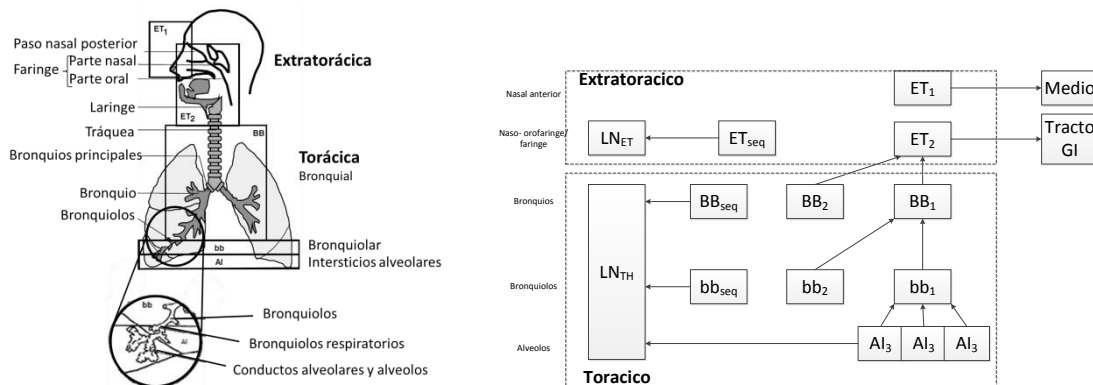 ET1
Paso nasal posterior
Faringe
Parte nasal
Parte oral
Extratorácica
Laringe
ET2
Tráquea
BB
Bronquios principales
Torácica
Bronquial
Bronquio
Bronquiolos
bb
Bronquiolar
AI
Intersticios alveolares
bb
Bronquiolos
AI
Bronquiolos respiratorios
Conductos alveolares y alveolos
Extratoracico
Nasal anterior
ET1
Medio
Naso- orofaringe/
faringe
LNET
ETseq
ET2
Tracto
GI
Bronquios
BBseq
BB2
BB1
LNTH
Bronquiolos
bbseq
bb2
bb1
Alveolos
AI3 AI3 AI3
Toracico